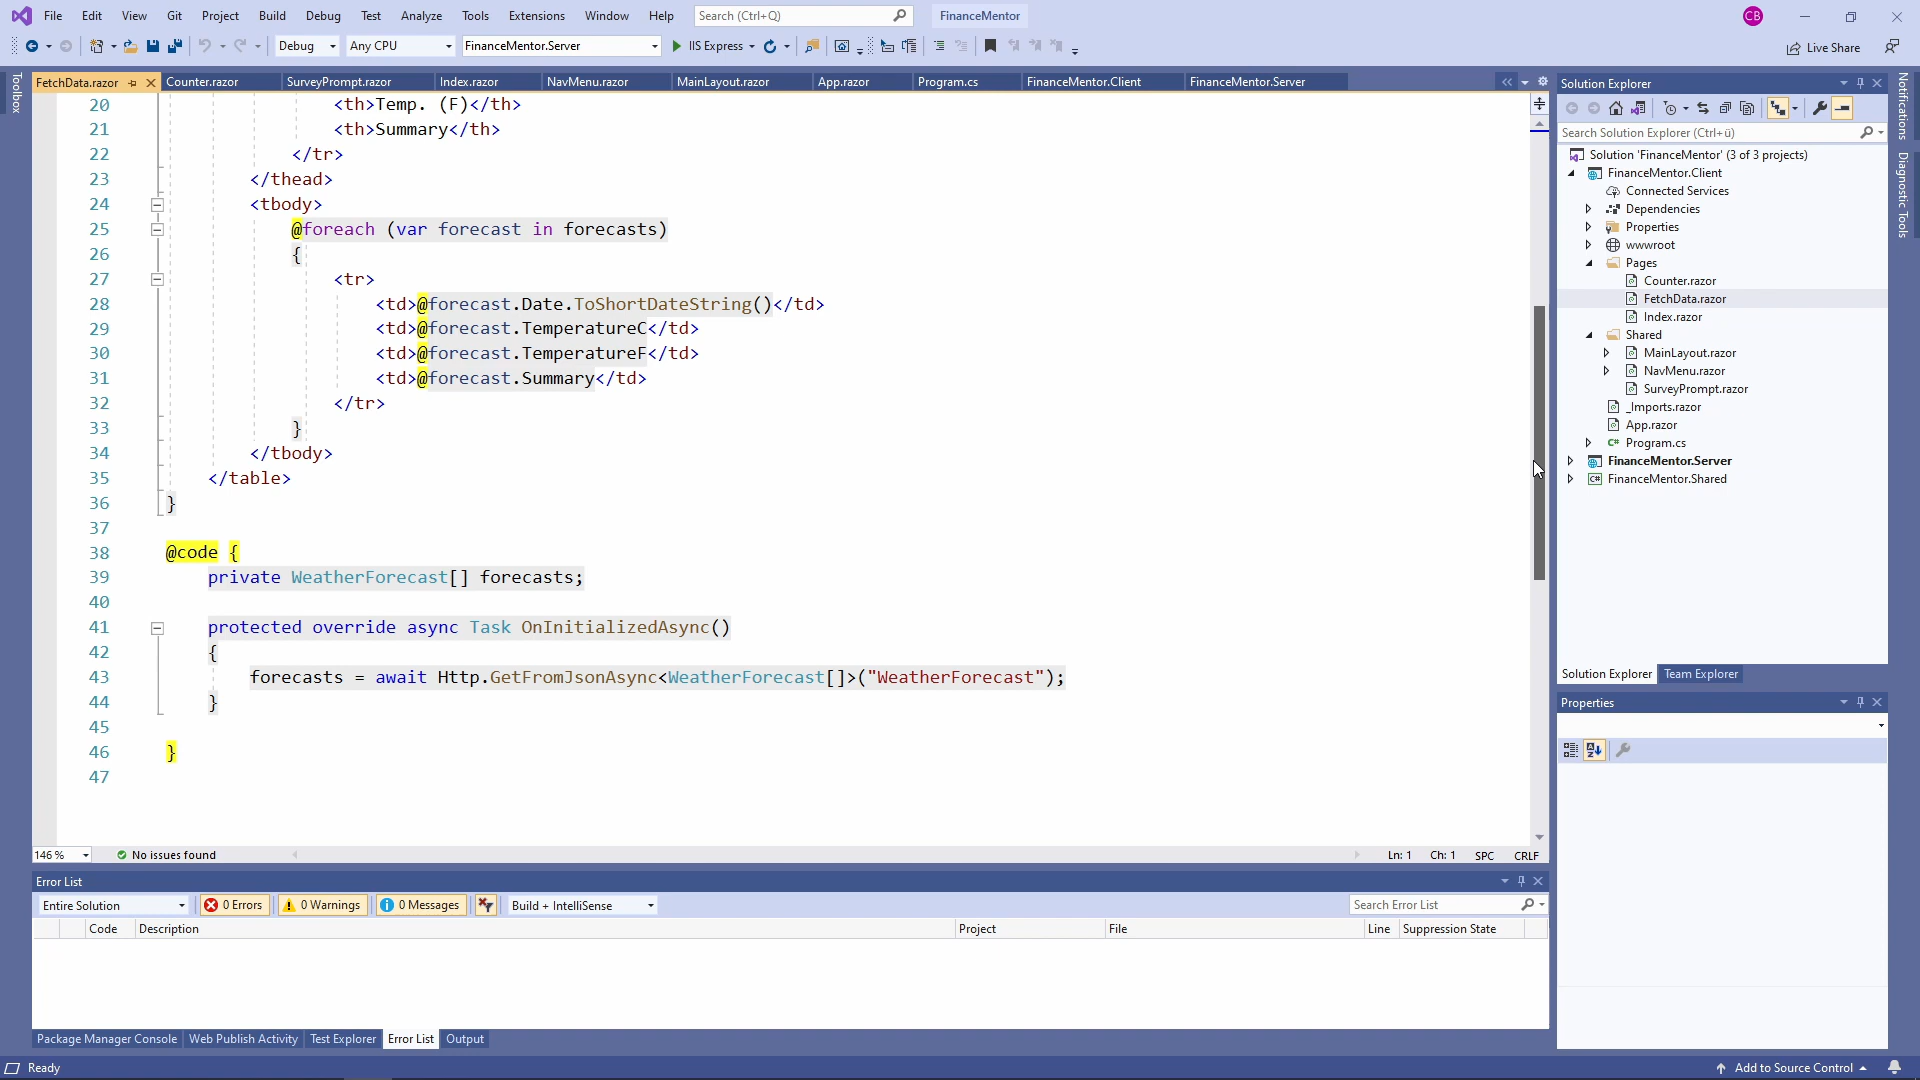 File Edit View Git Project Build Debug Test Analyze Tools Extensions Window Help Search (Ctrl+Q) FinanceMentor CB
Debug Any CPU FinanceMentor.Server IIS Express Live Share
Toolbox
FetchData.razor Counter.razor SurveyPrompt.razor Index.razor NavMenu.razor MainLayout.razor App.razor Program.cs FinanceMentor.Client FinanceMentor.Server
20 <th>Temp. (F)</th>
21 <th>Summary</th>
22 </tr>
23 </thead>
24 <tbody>
25 @foreach (var forecast in forecasts)
26 {
27 <tr>
28 <td>@forecast.Date.ToShortDateString()</td>
29 <td>@forecast.TemperatureC</td>
30 <td>@forecast.TemperatureF</td>
31 <td>@forecast.Summary</td>
32 </tr>
33 }
34 </tbody>
35 </table>
36 }
37
38 @code {
39 private WeatherForecast[] forecasts;
40
41 protected override async Task OnInitializedAsync()
42 {
43 forecasts = await Http.GetFromJsonAsync<WeatherForecast[]>("WeatherForecast");
44 }
45
46 }
47
146 % No issues found Ln: 1 Ch: 1 SPC CRLF
Error List
Entire Solution 0 Errors 0 Warnings 0 Messages Build + IntelliSense Search Error List
Code Description Project File Line Suppression State
Package Manager Console Web Publish Activity Test Explorer Error List Output
Ready Add to Source Control
Solution Explorer
Search Solution Explorer (Ctrl+ü)
Solution 'FinanceMentor' (3 of 3 projects)
FinanceMentor.Client
Connected Services
Dependencies
Properties
wwwroot
Pages
Counter.razor
FetchData.razor
Index.razor
Shared
MainLayout.razor
NavMenu.razor
SurveyPrompt.razor
_Imports.razor
App.razor
C# Program.cs
FinanceMentor.Server
C# FinanceMentor.Shared
Solution Explorer Team Explorer
Properties
Notifications
Diagnostic Tools